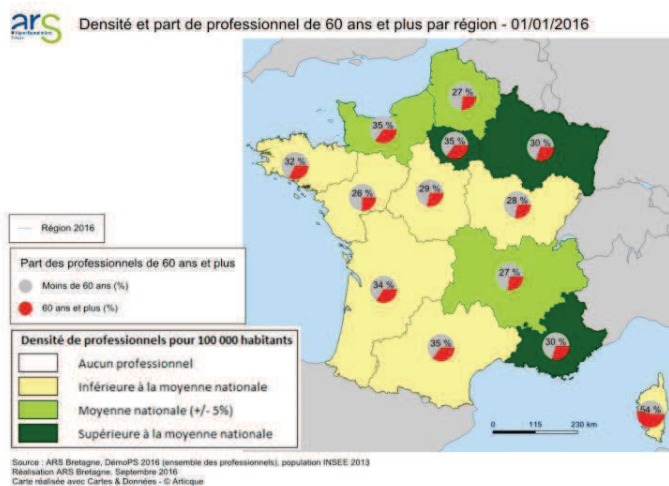 ars
Densité et part de professionnel de 60 ans et plus par région - 01/01/2016
27 %
35 %
35 %
30 %
32 %
26 %
29 %
28 %
34 %
27 %
35 %
30 %
54 %
Région 2016
Part des professionnels de 60 ans et plus
Moins de 60 ans (%)
60 ans et plus (%)
Densité de professionnels pour 100 000 habitants
Aucun professionnel
Inférieure à la moyenne nationale
Moyenne nationale (+/- 5%)
Supérieure à la moyenne nationale
0 115 230 km
Source : ARS Bretagne, DémoPS 2016 (ensemble des professionnels), population INSEE 2013
Réalisation ARS Bretagne, Septembre 2016
Carte réalisée avec Cartes & Données - © Articque